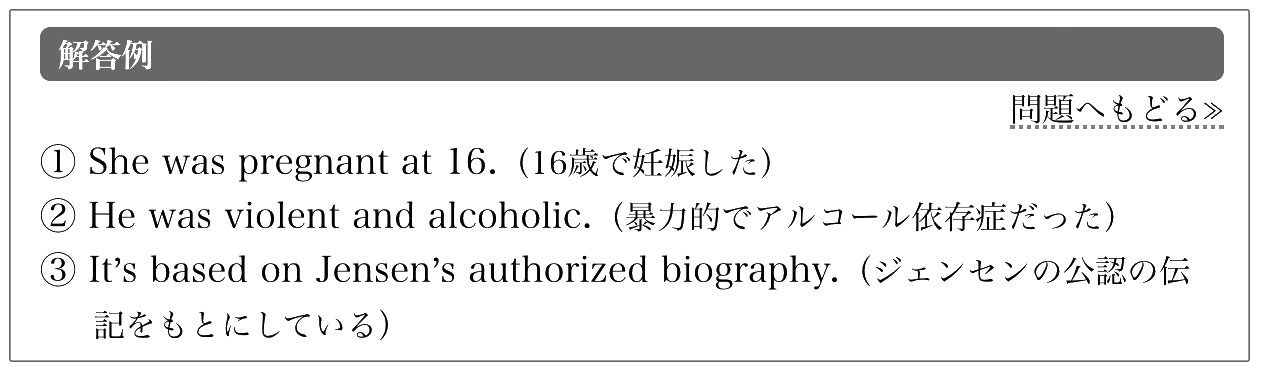 解答例
問題へもどる≫
① She was pregnant at 16.（16歳で妊娠した）
② He was violent and alcoholic.（暴力的でアルコール依存症だった）
③ It’s based on Jensen’s authorized biography.（ジェンセンの公認の伝
記をもとにしている）